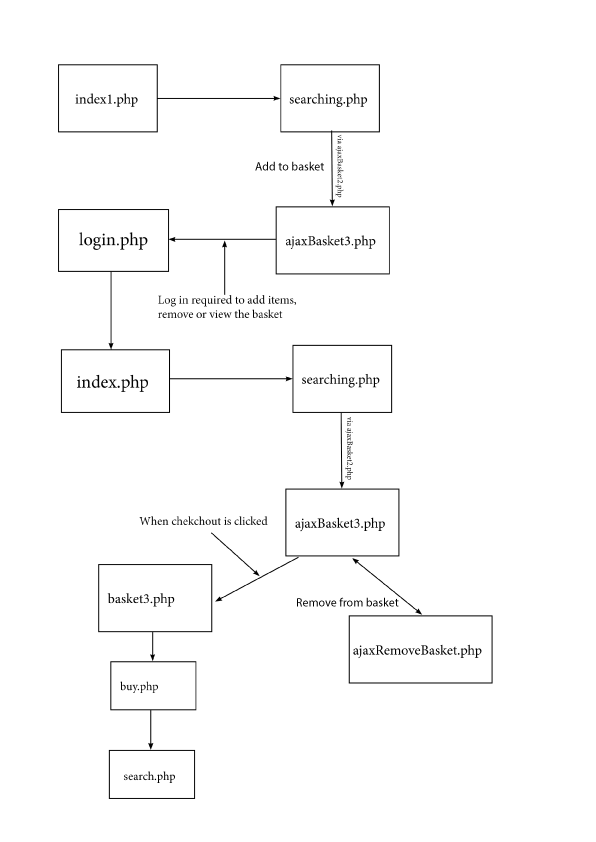 index1.php
searching.php
Add to basket
via ajaxBasket2.php
login.php
ajaxBasket3.php
Log in required to add items,
remove or view the basket
index.php
searching.php
via ajaxBasket2.php
ajaxBasket3.php
When chekchout is clicked
basket3.php
Remove from basket
ajaxRemoveBasket.php
buy.php
search.php